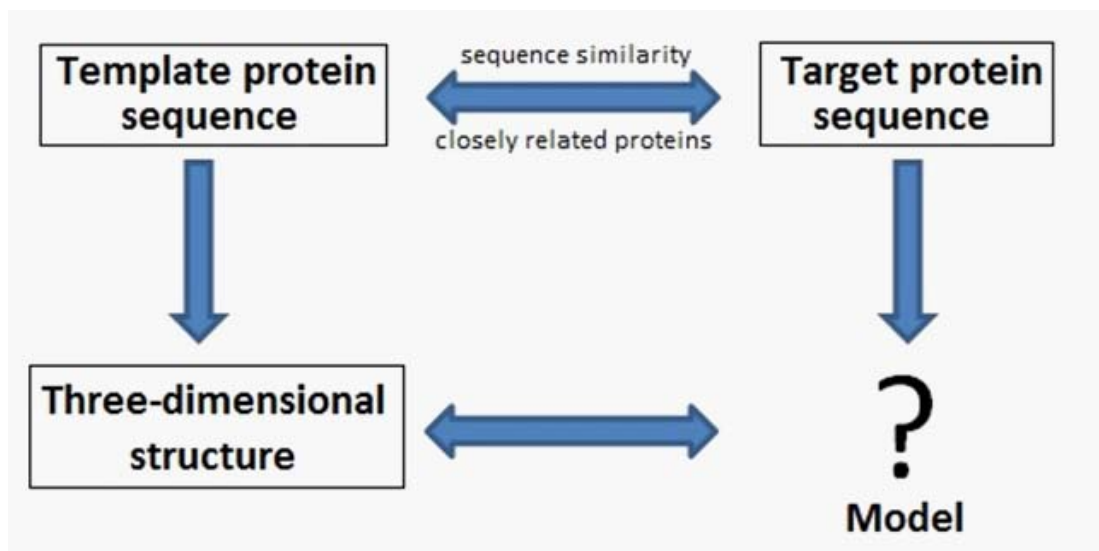 Template protein
sequence
sequence similarity
closely related proteins
Target protein
sequence
Three-dimensional
structure
?
Model